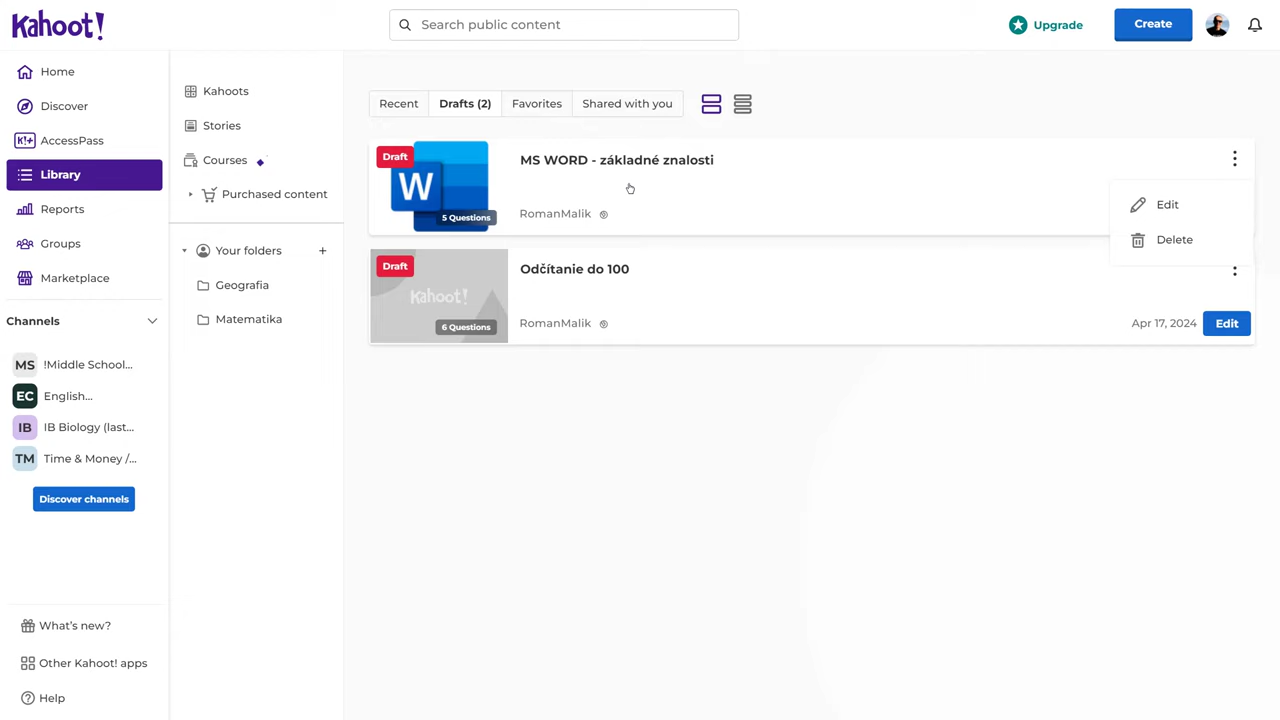 Kahoot!
Search public content
Upgrade
Create
Home
Discover
K!+ AccessPass
Library
Reports
Groups
Marketplace
Channels
MS !Middle School...
EC English...
IB IB Biology (last...
TM Time & Money /...
Discover channels
What's new?
Other Kahoot! apps
Help
Kahoots
Stories
Courses
Purchased content
Your folders +
Geografia
Matematika
Recent
Drafts (2)
Favorites
Shared with you
Draft
W
5 Questions
MS WORD - základné znalosti
RomanMalik
Edit
Delete
Draft
Kahoot!
6 Questions
Odčítanie do 100
RomanMalik
Apr 17, 2024
Edit